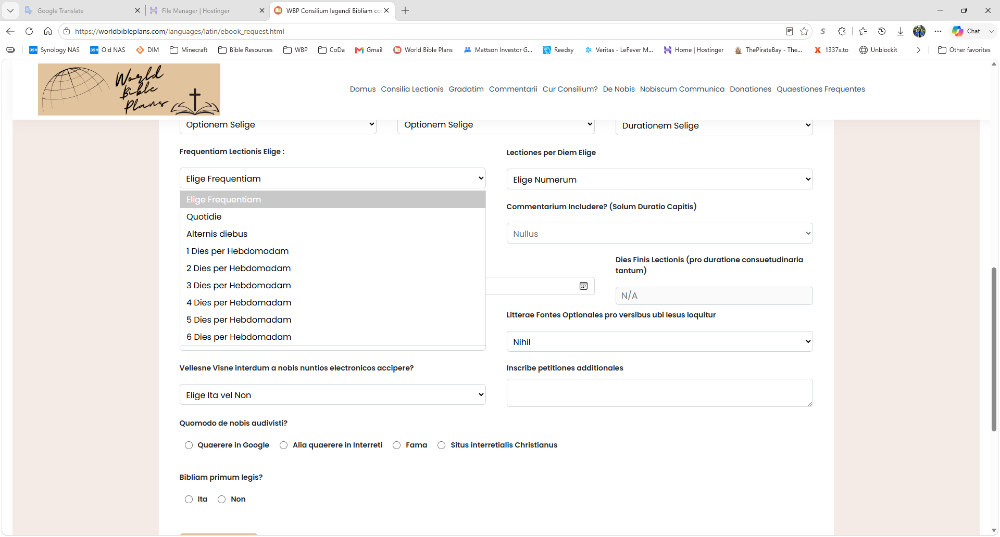 Google Translate
File Manager | Hostinger
WBP Consilium legendi Bibliam co
https://worldbibleplans.com/languages/latin/ebook_request.html
Chat
Synology NAS
Old NAS
DIM
Minecraft
Bible Resources
WBP
CoDa
Gmail
World Bible Plans
Mattson Investor G...
Reedsy
Veritas - LeFever M...
Home | Hostinger
ThePirateBay - The...
1337x.to
Unblockit
Other favorites
World
Bible
Plans
Domus Consilia Lectionis Gradatim Commentarii Cur Consilium? De Nobis Nobiscum Communica Donationes Quaestiones Frequentes
Optionem Selige
Optionem Selige
Durationem Selige
Frequentiam Lectionis Elige :
Lectiones per Diem Elige
Elige Frequentiam
Elige Numerum
Elige Frequentiam
Quotidie
Alternis diebus
1 Dies per Hebdomadam
2 Dies per Hebdomadam
3 Dies per Hebdomadam
4 Dies per Hebdomadam
5 Dies per Hebdomadam
6 Dies per Hebdomadam
Commentarium Includere? (Solum Duratio Capitis)
Nullus
Dies Finis Lectionis (pro duratione consuetudinaria
tantum)
N/A
Litterae Fontes Optionales pro versibus ubi Iesus loquitur
Nihil
Vellesne Visne interdum a nobis nuntios electronicos accipere?
Inscribe petitiones additionales
Elige Ita vel Non
Quomodo de nobis audivisti?
Quaerere in Google
Alia quaerere in Interreti
Fama
Situs interretialis Christianus
Bibliam primum legis?
Ita
Non